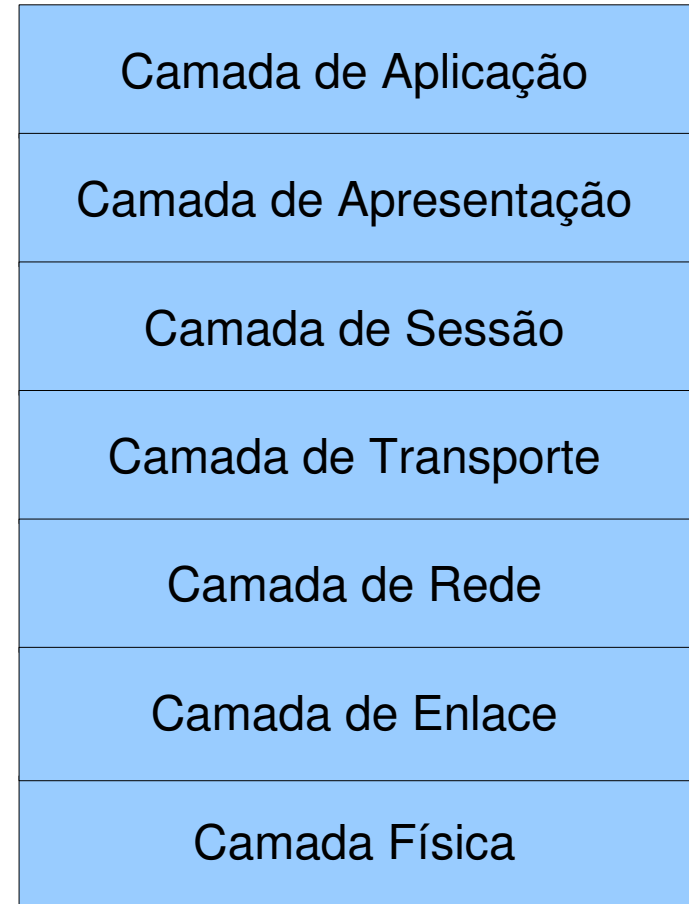 Camada de Aplicação
Camada de Apresentação
Camada de Sessão
Camada de Transporte
Camada de Rede
Camada de Enlace
Camada Física